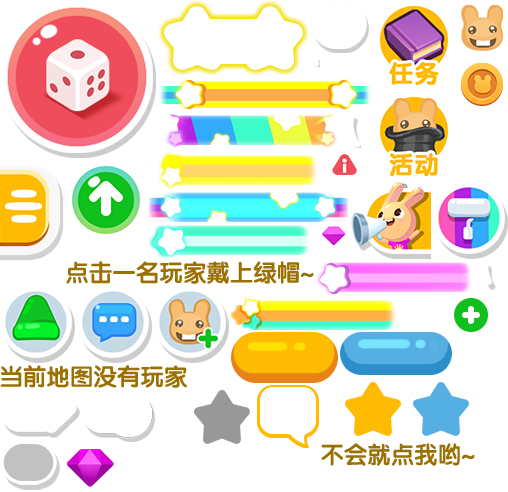 任务
活动
点击一名玩家戴上绿帽~
当前地图没有玩家
不会就点我哟~